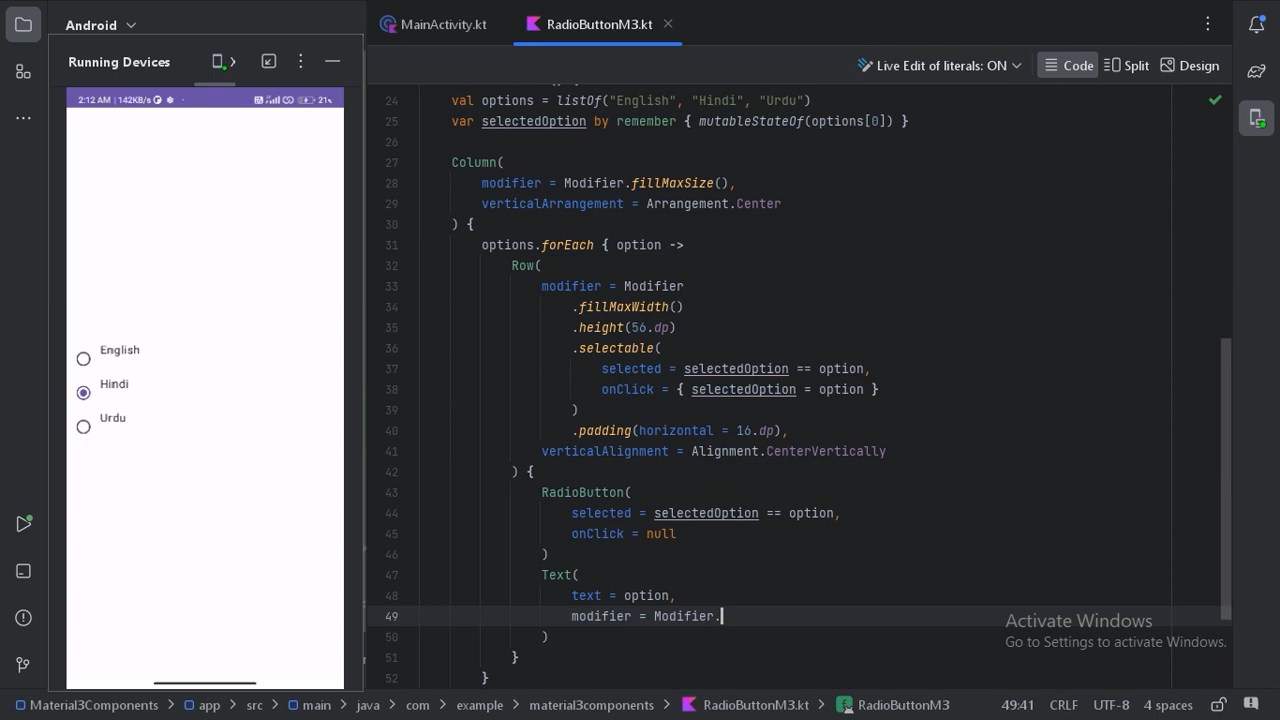 Android
MainActivity.kt
RadioButtonM3.kt
Running Devices
Live Edit of literals: ON
Code
Split
Design
2:12 AM | 142KB/s
21%
English
Hindi
Urdu
24 val options = listOf("English", "Hindi", "Urdu")
25 var selectedOption by remember { mutableStateOf(options[0]) }
26
27 Column(
28 modifier = Modifier.fillMaxSize(),
29 verticalArrangement = Arrangement.Center
30 ) {
31 options.forEach { option ->
32 Row(
33 modifier = Modifier
34 .fillMaxWidth()
35 .height(56.dp)
36 .selectable(
37 selected = selectedOption == option,
38 onClick = { selectedOption = option }
39 )
40 .padding(horizontal = 16.dp),
41 verticalAlignment = Alignment.CenterVertically
42 ) {
43 RadioButton(
44 selected = selectedOption == option,
45 onClick = null
46 )
47 Text(
48 text = option,
49 modifier = Modifier.
50 )
51 }
52 }
Activate Windows
Go to Settings to activate Windows.
Material3Components > app > src > main > java > com > example > material3components > RadioButtonM3.kt > RadioButtonM3
49:41 CRLF UTF-8 4 spaces